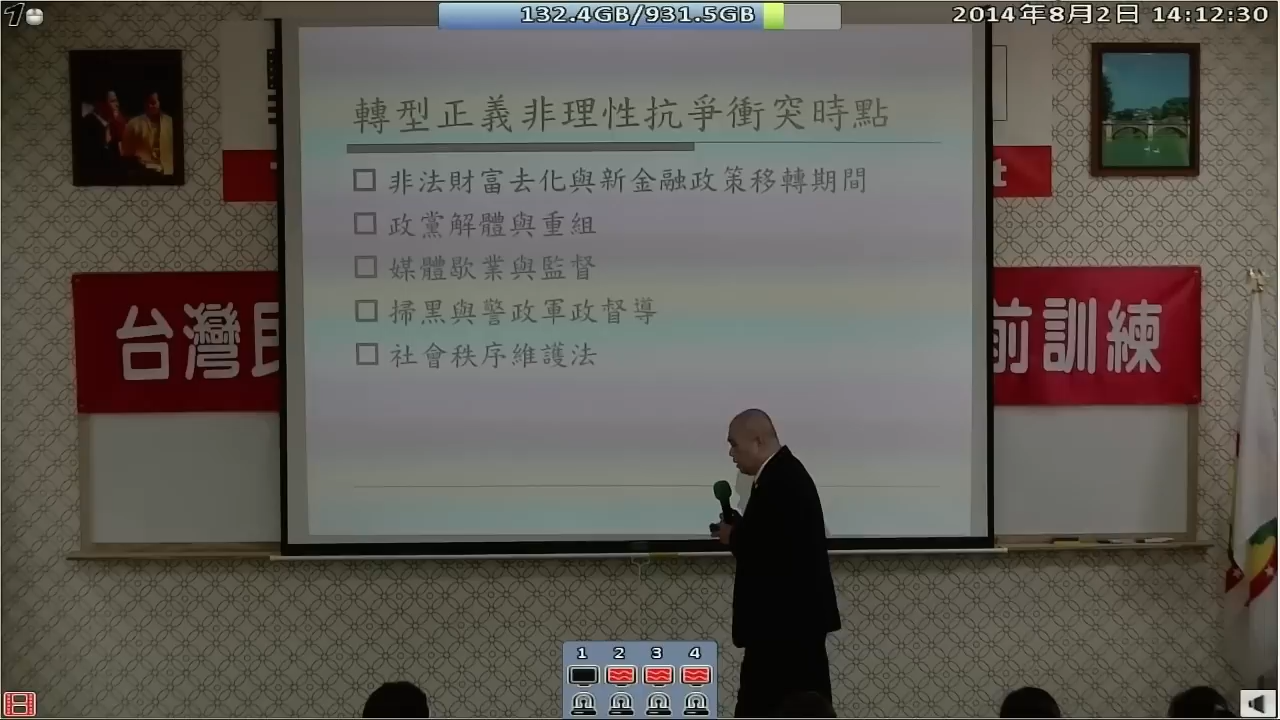 132.4GB/931.5GB
2014年8月2日 14:12:30
轉型正義非理性抗爭衝突時點
非法財富去化與新金融政策移轉期間
政黨解體與重組
媒體歇業與監督
掃黑與警政軍政督導
社會秩序維護法
台灣民
前訓練
t
1 2 3 4